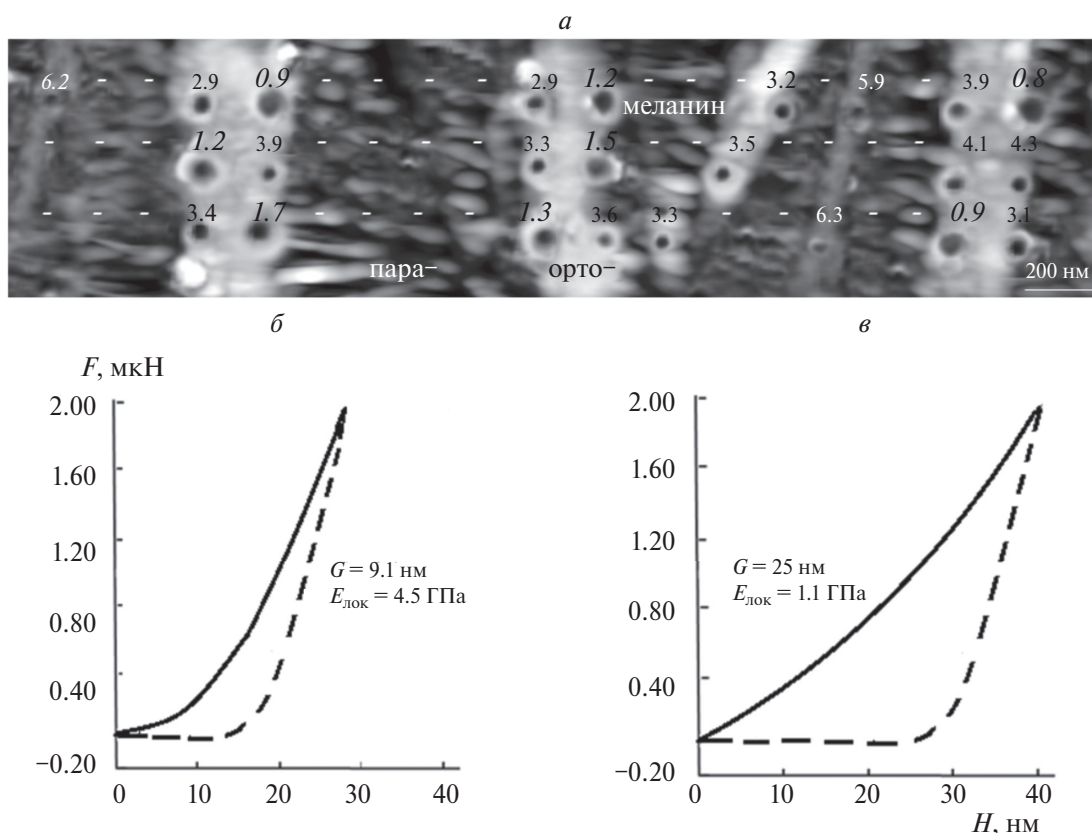 а
6.2 - - 2.9 0.9 - - - - 2.9 1.2 - - - 3.2 - 5.9 - 3.9 0.8
меланин
- - - 1.2 3.9 - - - - 3.3 1.5 - - 3.5 - - - - 4.1 4.3
- - - 3.4 1.7 - - - - - 1.3 3.6 3.3 - - 6.3 - - 0.9 3.1
пара- орто- 200 нм
б в
F, мкН
2.00 2.00
1.60 1.60
1.20 1.20
G = 9.1 нм G = 25 нм
Eлок = 4.5 ГПа Eлок = 1.1 ГПа
0.80 0.80
0.40 0.40
−0.20 −0.20
0 10 20 30 40 0 10 20 30 40
H, нм